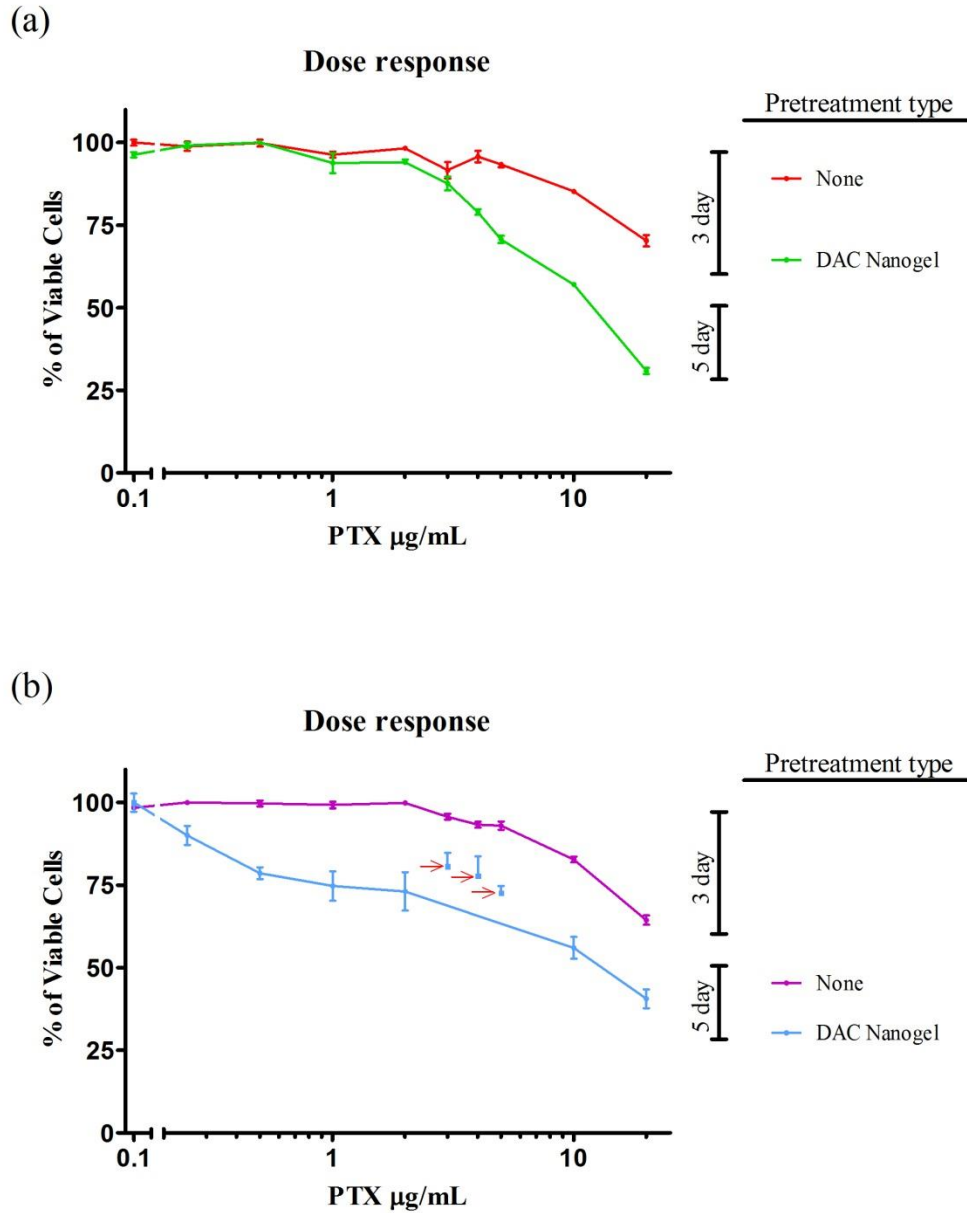 (a)
Dose response
Pretreatment type
100
75
50
25
0
% of Viable Cells
0.1
1
10
PTX µg/mL
3 day
None
DAC Nanogel
5 day
(b)
Dose response
Pretreatment type
100
75
50
25
0
% of Viable Cells
0.1
1
10
PTX µg/mL
3 day
5 day
None
DAC Nanogel